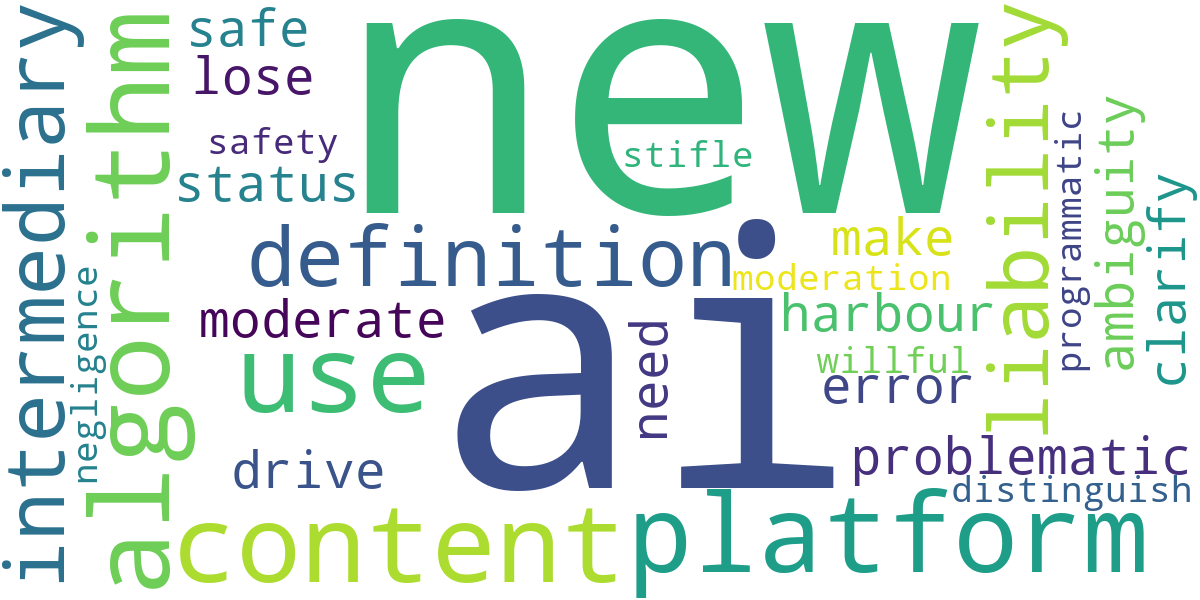 intermediary
algorithm
negligence
safe
lose
safety
status
new
stifle
definition
ai
moderate
use
need
drive
content
platform
make
moderation
harbour
willful
error
problematic
distinguish
liability
programmatic
ambiguity
clarify